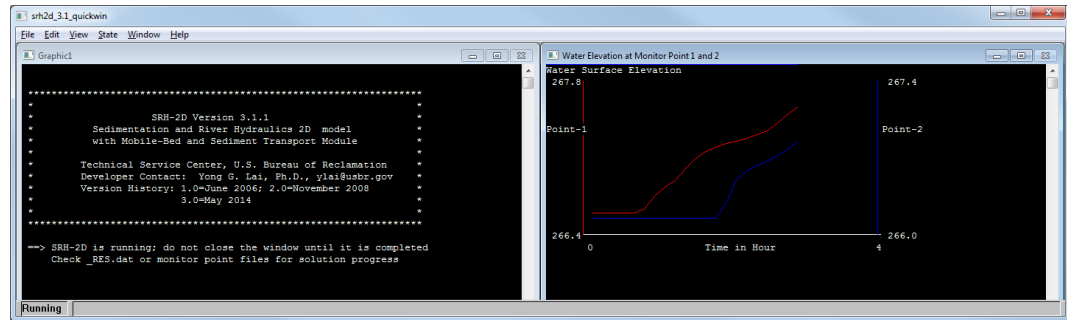 srh2d_3.1_quickwin
File Edit View State Window Help
Graphic1
*******************************************************************
* *
* SRH-2D Version 3.1.1 *
* Sedimentation and River Hydraulics 2D model *
* with Mobile-Bed and Sediment Transport Module *
* *
* Technical Service Center, U.S. Bureau of Reclamation *
* Developer Contact: Yong G. Lai, Ph.D., ylai@usbr.gov *
* Version History: 1.0=June 2006; 2.0=November 2008 *
* 3.0=May 2014 *
* *
*******************************************************************
==> SRH-2D is running; do not close the window until it is completed
Check _RES.dat or monitor point files for solution progress
Water Elevation at Monitor Point 1 and 2
Water Surface Elevation
267.8 267.4
Point-1 Point-2
266.4 266.0
0 Time in Hour 4
Running